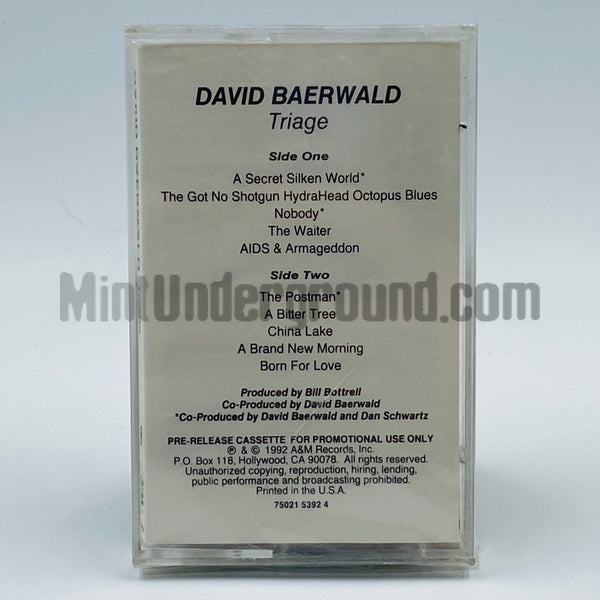 DAVID BAERWALD
Triage
Side One
A Secret Silken World*
The Got No Shotgun HydraHead Octopus Blues
Nobody*
The Waiter
AIDS & Armageddon
MintUnderground.com
Side Two
The Postman*
A Bitter Tree
China Lake
A Brand New Morning
Born For Love
Produced by Bill Bottrell
Co-Produced by David Baerwald
*Co-Produced by David Baerwald and Dan Schwartz
PRE-RELEASE CASSETTE FOR PROMOTIONAL USE ONLY
℗ & © 1992 A&M Records, Inc.
P.O. Box 118, Hollywood, CA 90078. All rights reserved.
Unauthorized copying, reproduction, hiring, lending,
public performance and broadcasting prohibited.
Printed in the U.S.A.
75021 5392 4